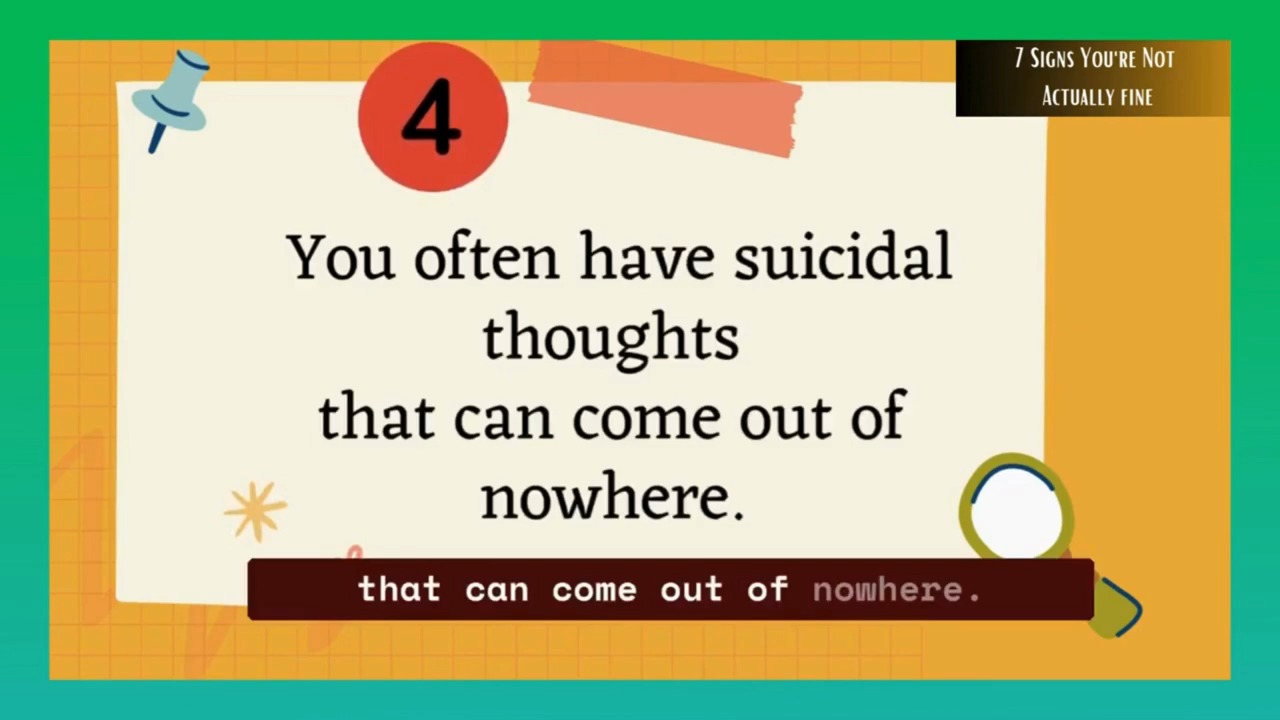 7 Signs You're Not
Actually fine
4
You often have suicidal
thoughts
that can come out of
nowhere.
that can come out of nowhere.